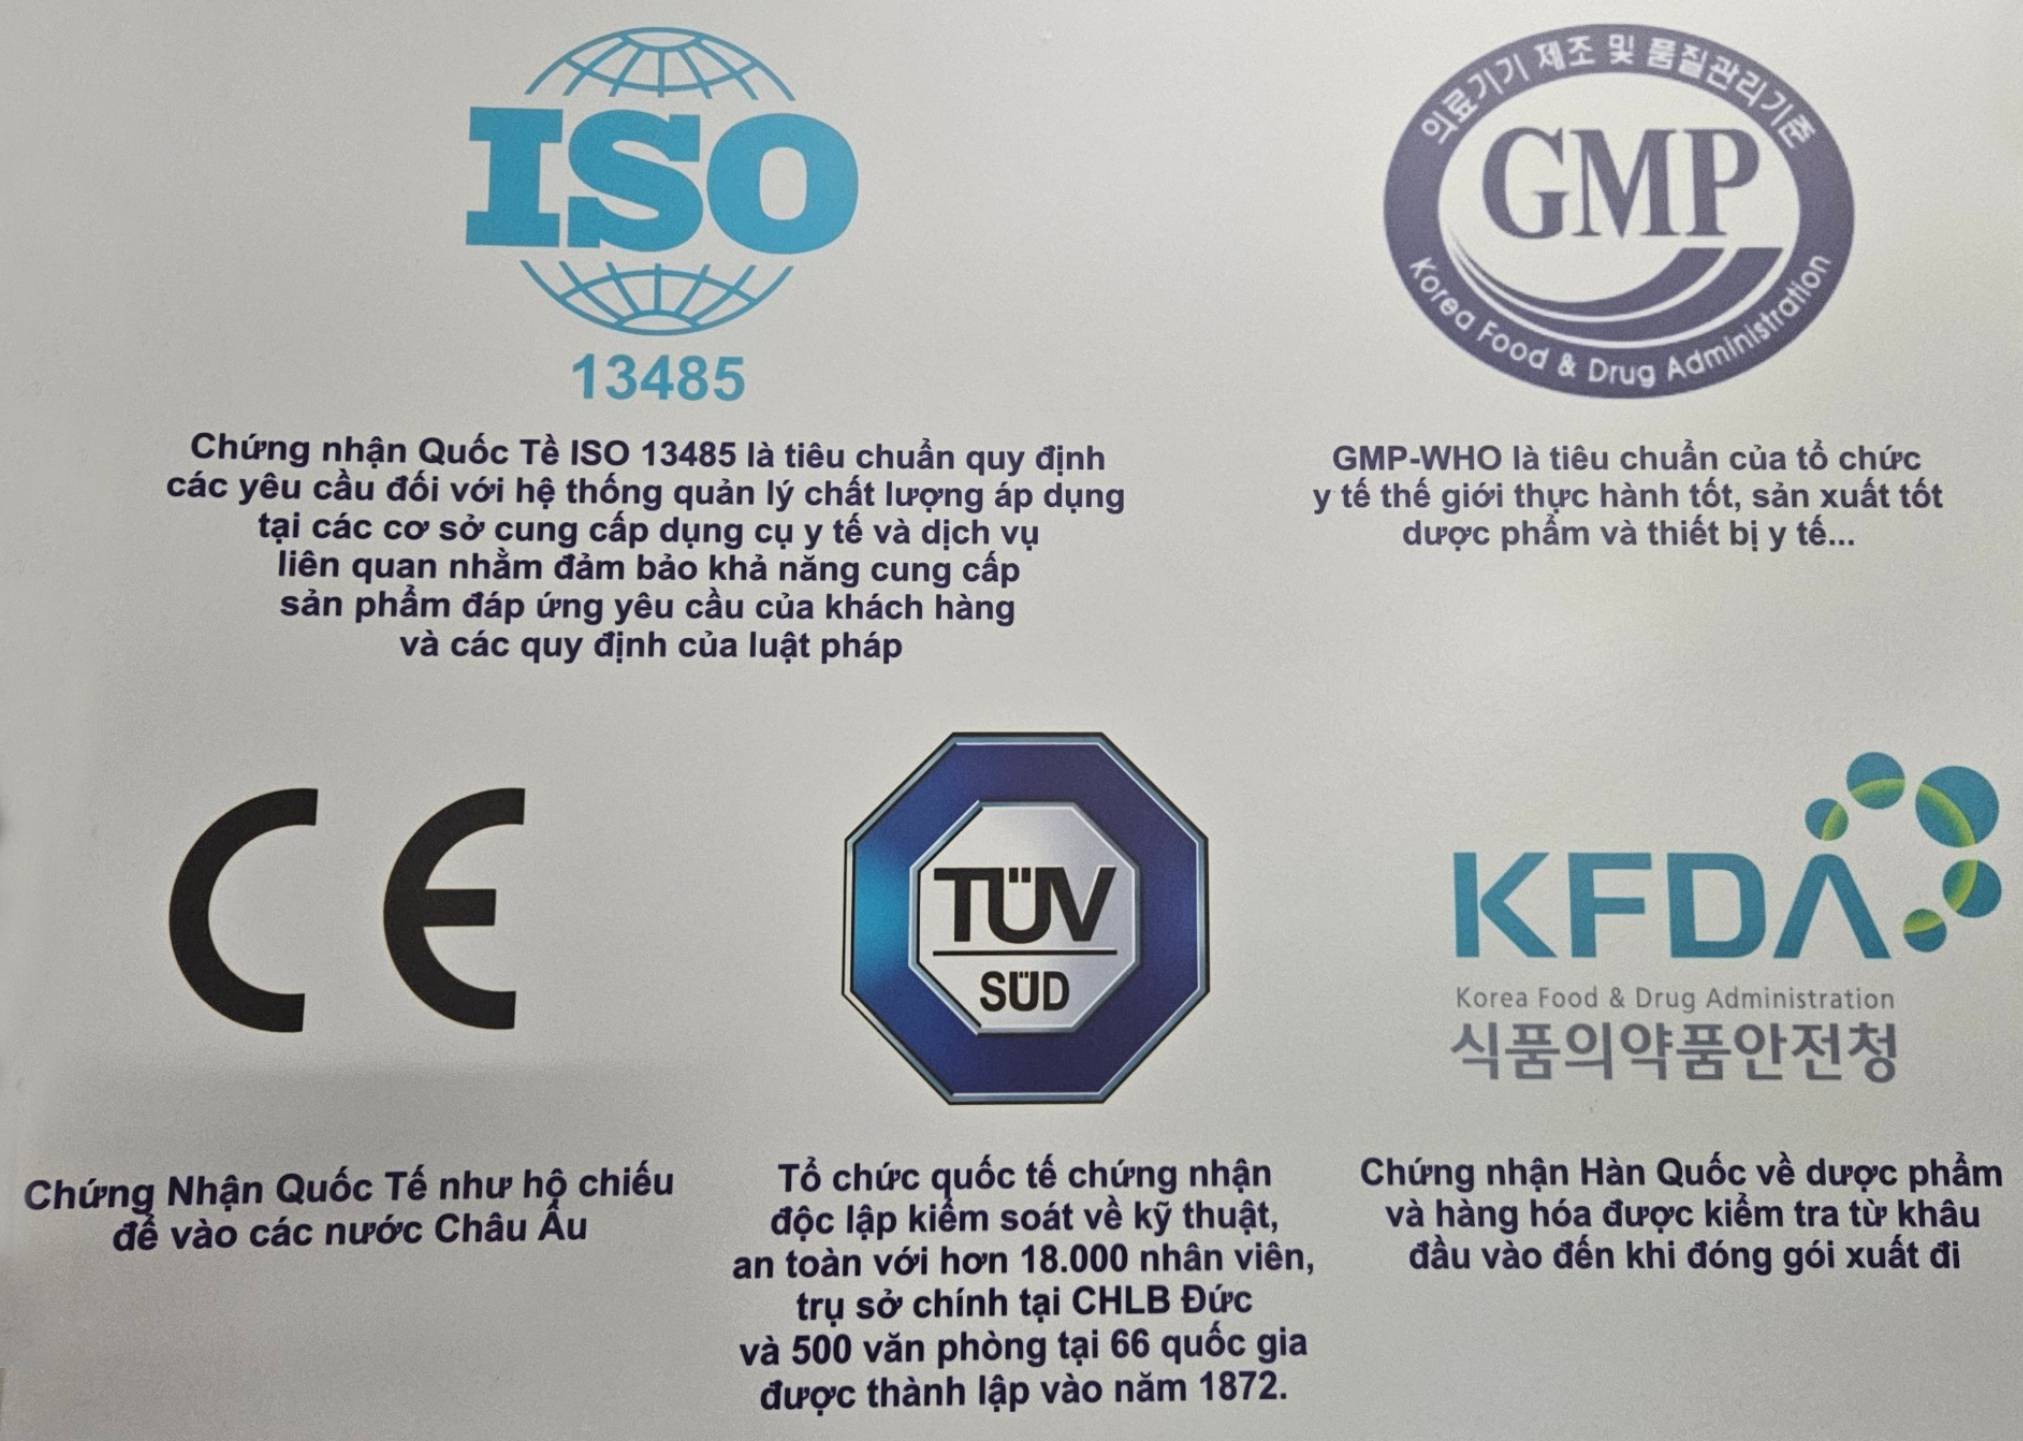 ISO
13485
Chứng nhận Quốc Tề ISO 13485 là tiêu chuẩn quy định
các yêu cầu đối với hệ thống quản lý chất lượng áp dụng
tại các cơ sở cung cấp dụng cụ y tế và dịch vụ
liên quan nhằm đảm bảo khả năng cung cấp
sản phẩm đáp ứng yêu cầu của khách hàng
và các quy định của luật pháp
의료기기 제조 및 품질관리기준
GMP
Korea Food & Drug Administration
GMP-WHO là tiêu chuẩn của tổ chức
y tế thế giới thực hành tốt, sản xuất tốt
dược phẩm và thiết bị y tế...
CE
Chứng Nhận Quốc Tế như hộ chiếu
để vào các nước Châu Âu
TÜV
SÜD
Tổ chức quốc tế chứng nhận
độc lập kiểm soát về kỹ thuật,
an toàn với hơn 18.000 nhân viên,
trụ sở chính tại CHLB Đức
và 500 văn phòng tại 66 quốc gia
được thành lập vào năm 1872.
KFDA
Korea Food & Drug Administration
식품의약품안전청
Chứng nhận Hàn Quốc về dược phẩm
và hàng hóa được kiểm tra từ khâu
đầu vào đến khi đóng gói xuất đi